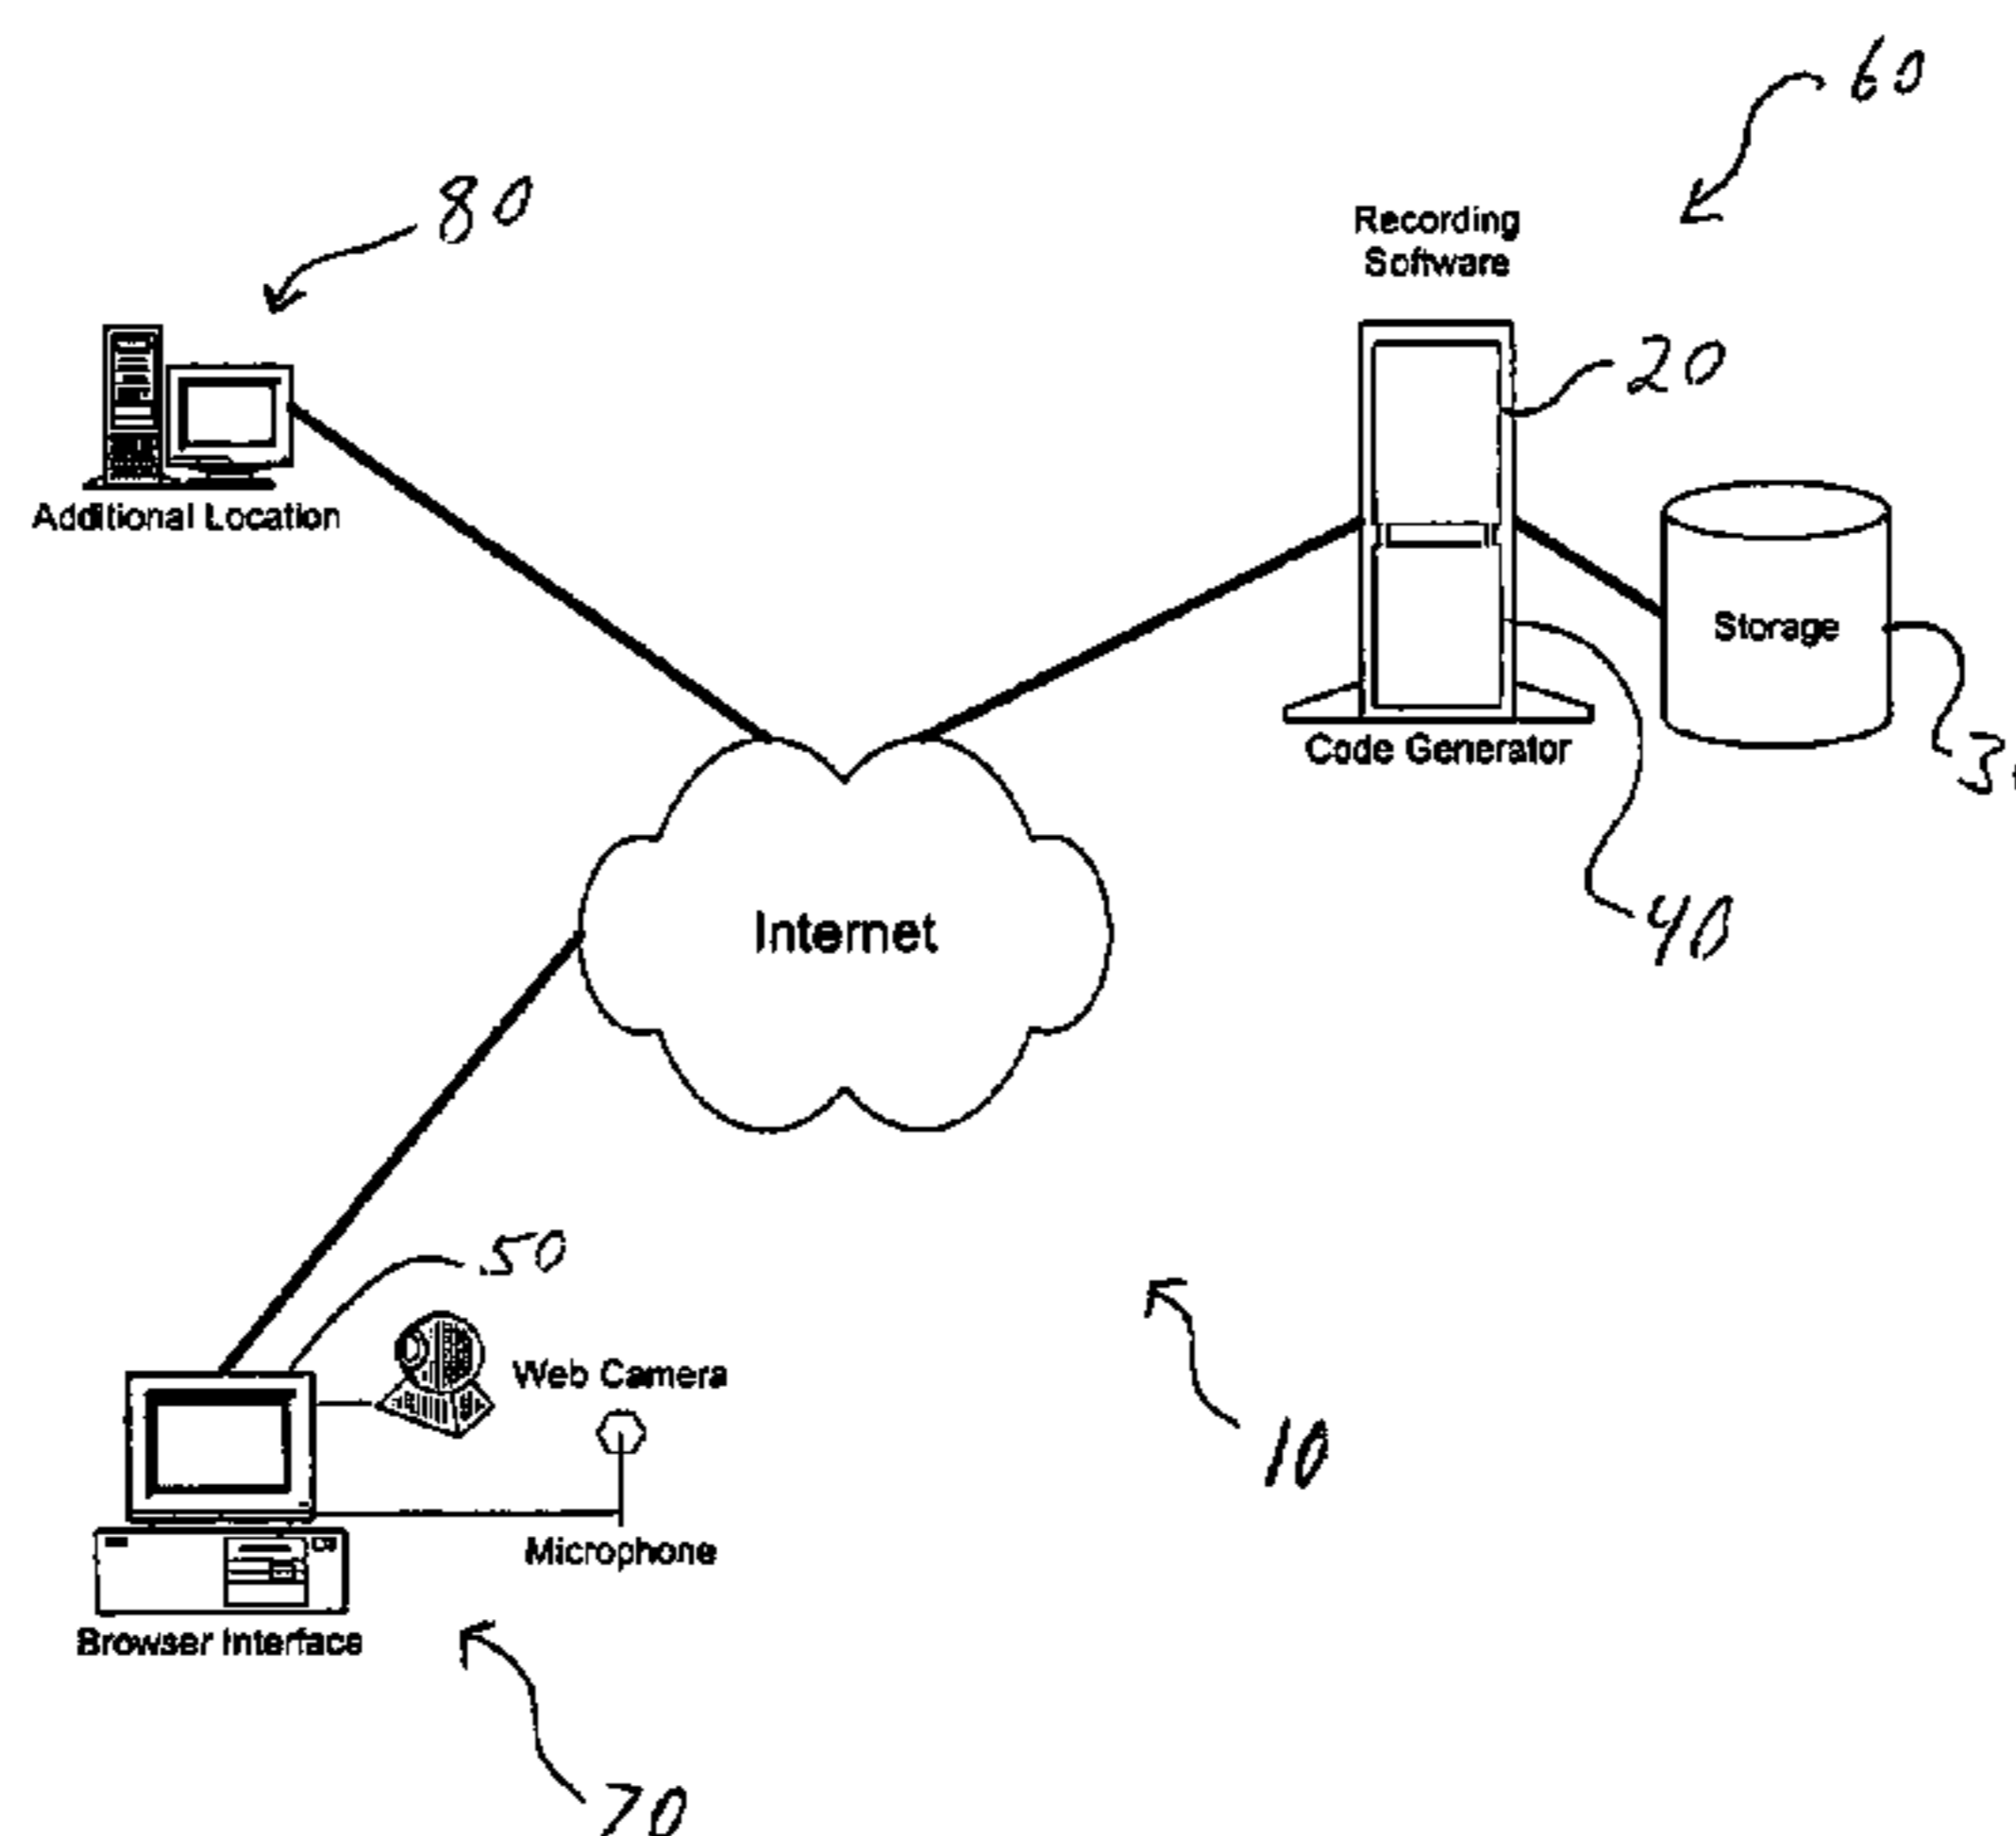 60
80
Recording
Software
20
Additional Location
Storage
Code Generator
40
Internet
50
Web Camera
10
Microphone
Browser Interface
70